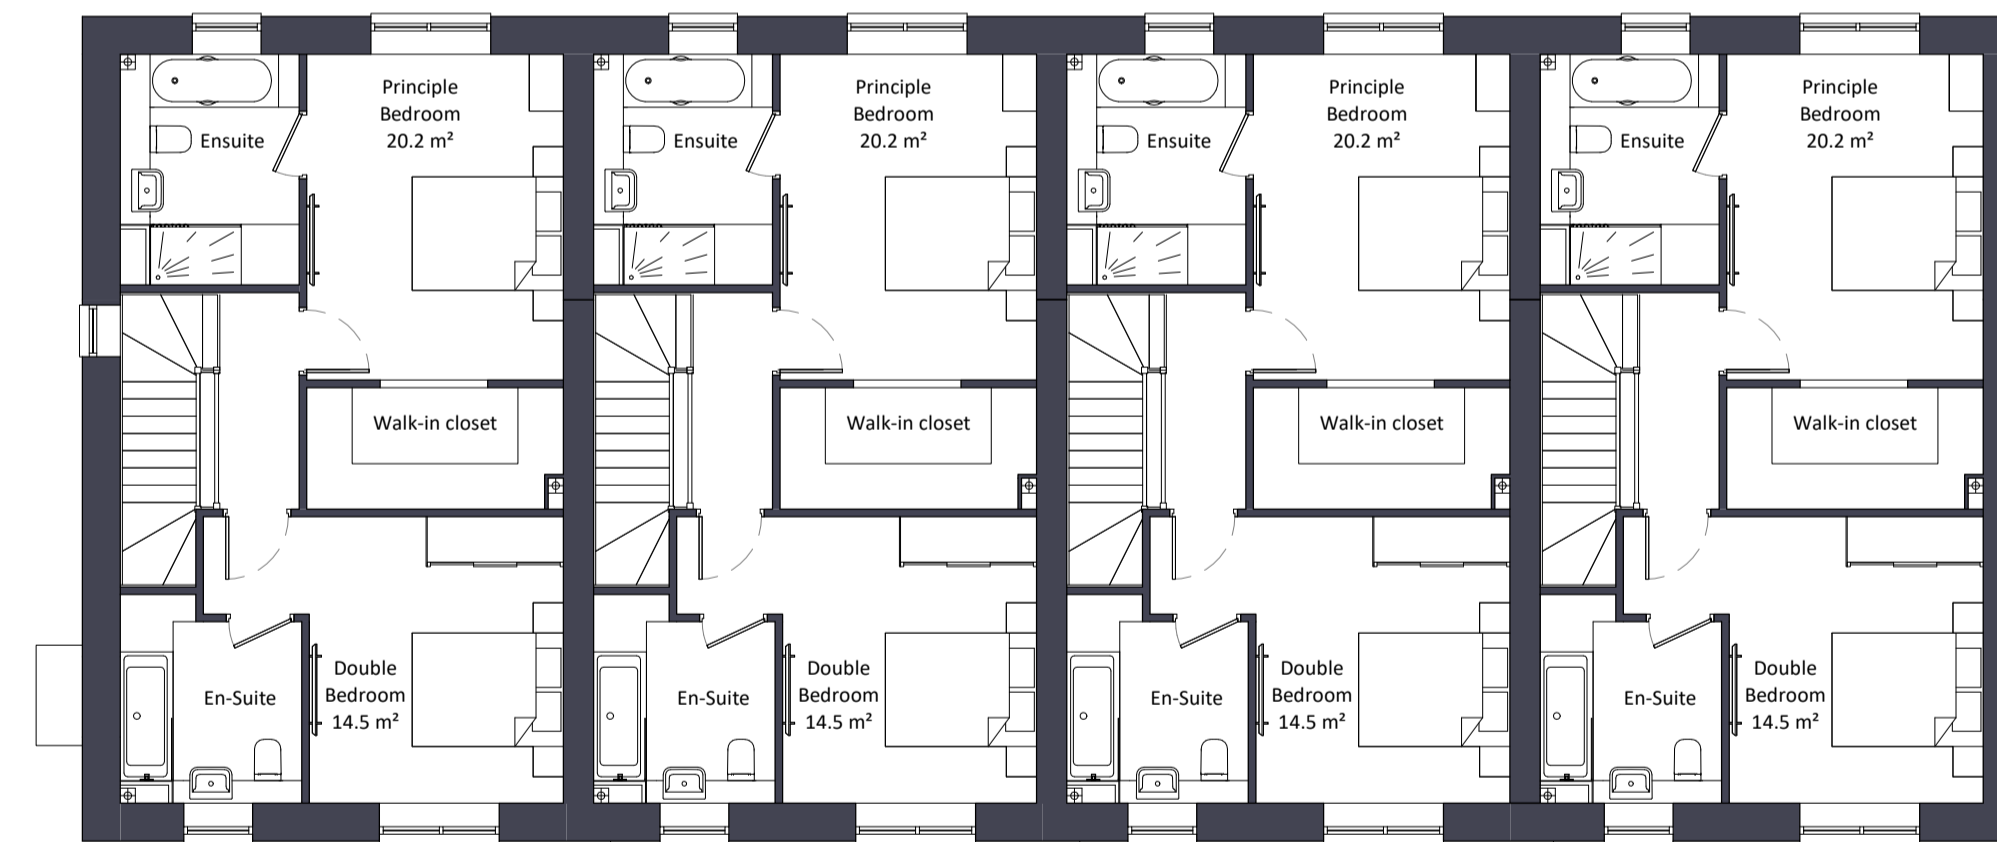 Principle
Bedroom
20.2 m²
Ensuite
Walk-in closet
Double
Bedroom
14.5 m²
En-Suite
Principle
Bedroom
20.2 m²
Ensuite
Walk-in closet
Double
Bedroom
14.5 m²
En-Suite
Principle
Bedroom
20.2 m²
Ensuite
Walk-in closet
Double
Bedroom
14.5 m²
En-Suite
Principle
Bedroom
20.2 m²
Ensuite
Walk-in closet
Double
Bedroom
14.5 m²
En-Suite